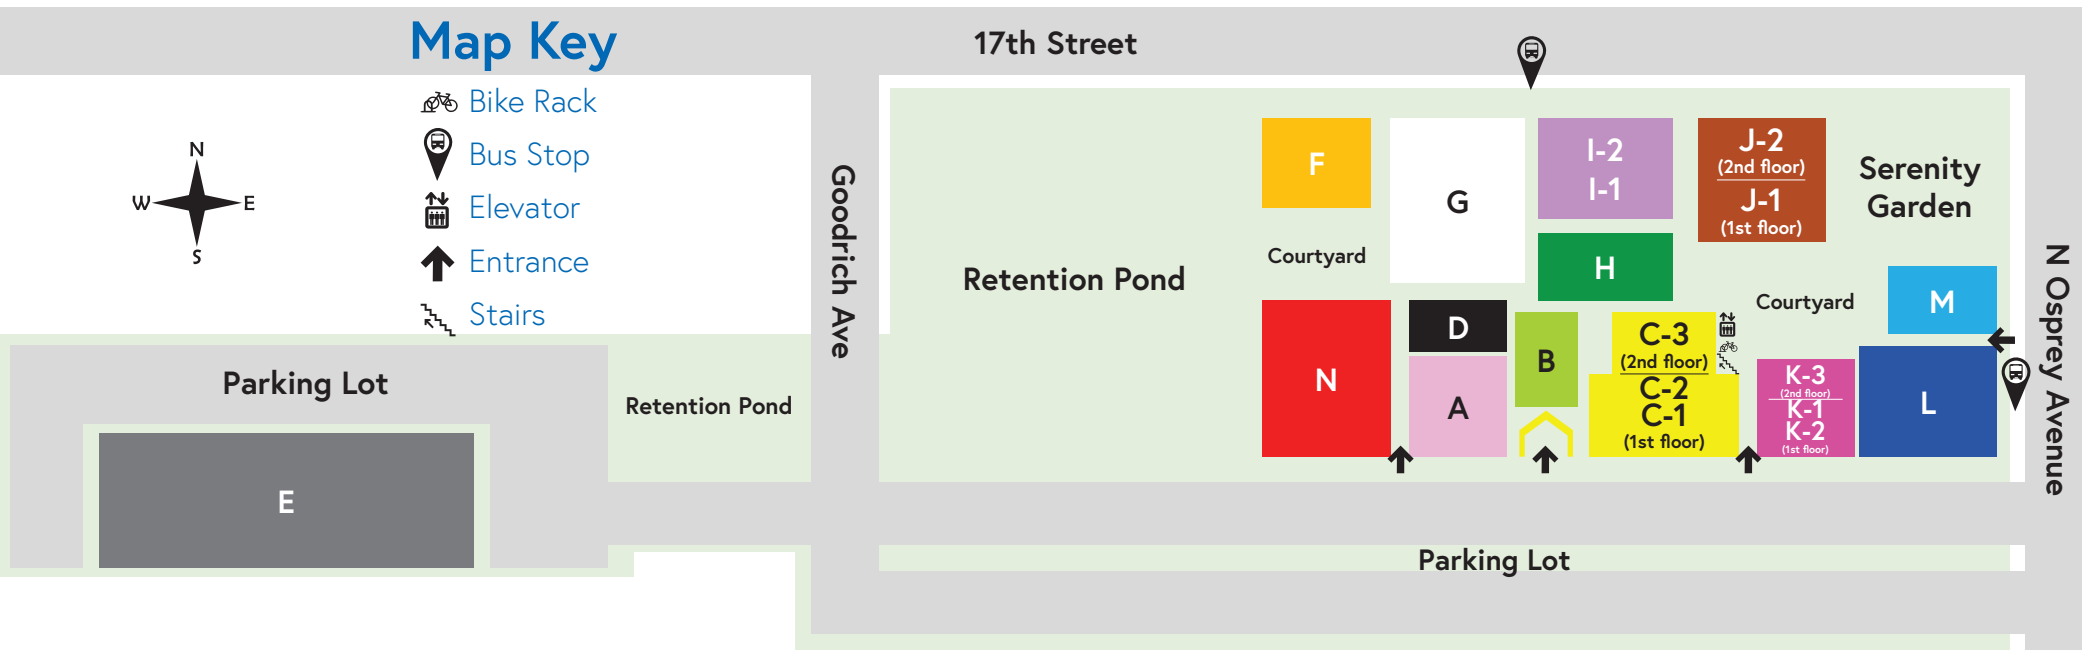 Map Key
Bike Rack
Bus Stop
Elevator
Entrance
Stairs
N
W
E
S
17th Street
Goodrich Ave
N Osprey Avenue
Retention Pond
F
Courtyard
G
I-2
I-1
J-2
(2nd floor)
J-1
(1st floor)
Serenity
Garden
H
Courtyard
M
N
D
A
B
C-3
(2nd floor)
C-2
C-1
(1st floor)
K-3
(2nd floor)
K-1
K-2
(1st floor)
L
Parking Lot
Retention Pond
E
Parking Lot